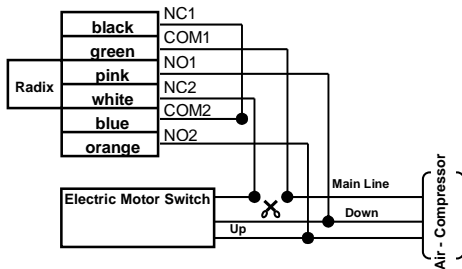 black NC1
green COM1
pink NO1
Radix
white NC2
blue COM2
orange NO2
Electric Motor Switch
Main Line
Down
Up
Air - Compressor